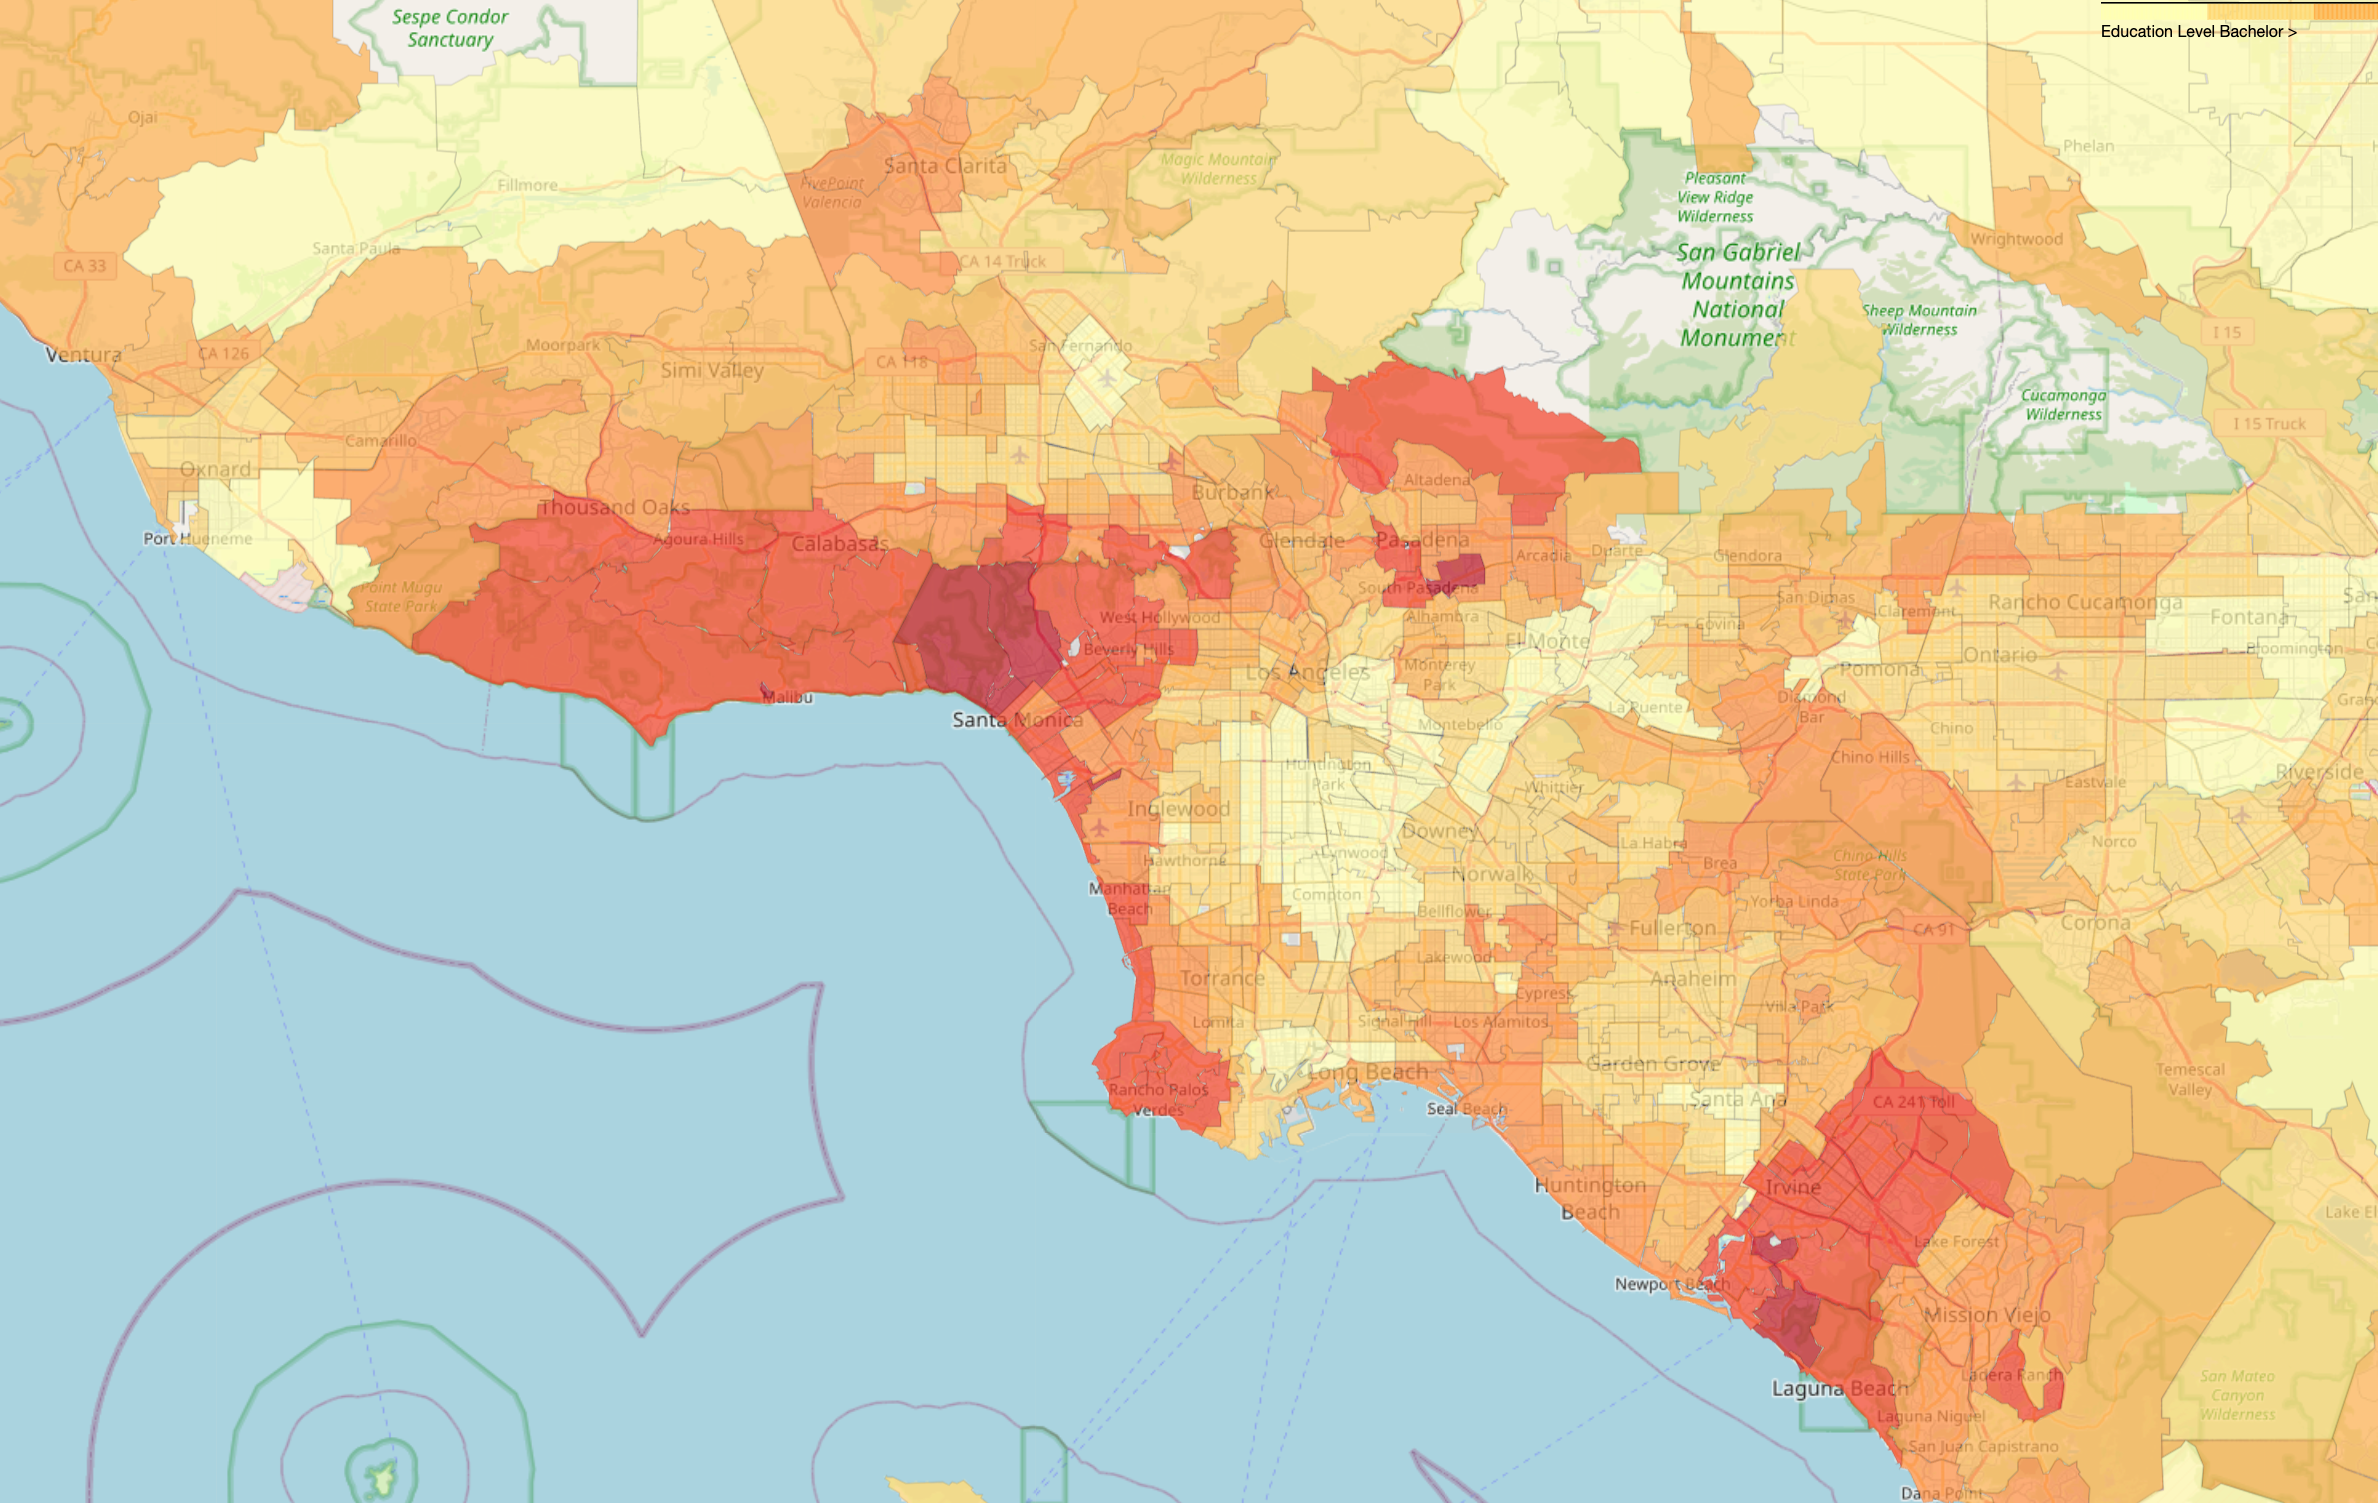 Sespe Condor
Sanctuary
Education Level Bachelor >
Ojai
Phelan
Santa Clarita
Magic Mountain
Wilderness
FivePoint
Valencia
Fillmore
Pleasant
View Ridge
Wilderness
Santa Paula
CA 33
CA 14 Truck
San Gabriel
Mountains
National
Monument
Wrightwood
Sheep Mountain
Wilderness
I 15
Ventura
CA 126
Moorpark
Simi Valley
CA 118
San Fernando
Cucamonga
Wilderness
I 15 Truck
Camarillo
Oxnard
Thousand Oaks
Burbank
Altadena
Port Hueneme
Agoura Hills
Calabasas
Glendale
Pasadena
Arcadia
Duarte
Glendora
Point Mugu
State Park
South Pasadena
San Dimas
Claremont
Rancho Cucamonga
Fontana
San
West Hollywood
Alhambra
Covina
El Monte
Beverly Hills
Los Angeles
Monterey
Park
Pomona
Ontario
Bloomington
Malibu
La Puente
Diamond
Bar
Grand
Santa Monica
Montebello
Chino
Huntington
Park
Whittier
Chino Hills
Eastvale
Riverside
Inglewood
Downey
La Habra
Norco
Hawthorne
Lynwood
Brea
Chino Hills
State Park
Norwalk
Manhattan
Beach
Compton
Bellflower
Yorba Linda
Fullerton
CA 91
Corona
Torrance
Lakewood
Anaheim
Cypress
Villa Park
Lomita
Signal Hill
Los Alamitos
Garden Grove
Temescal
Valley
Long Beach
Rancho Palos
Verdes
Seal Beach
Santa Ana
CA 241 Toll
Huntington
Beach
Irvine
Lake El
Lake Forest
Newport Beach
Mission Viejo
Laguna Beach
Ladera Ranch
San Mateo
Canyon
Wilderness
Laguna Niguel
San Juan Capistrano
Dana Point